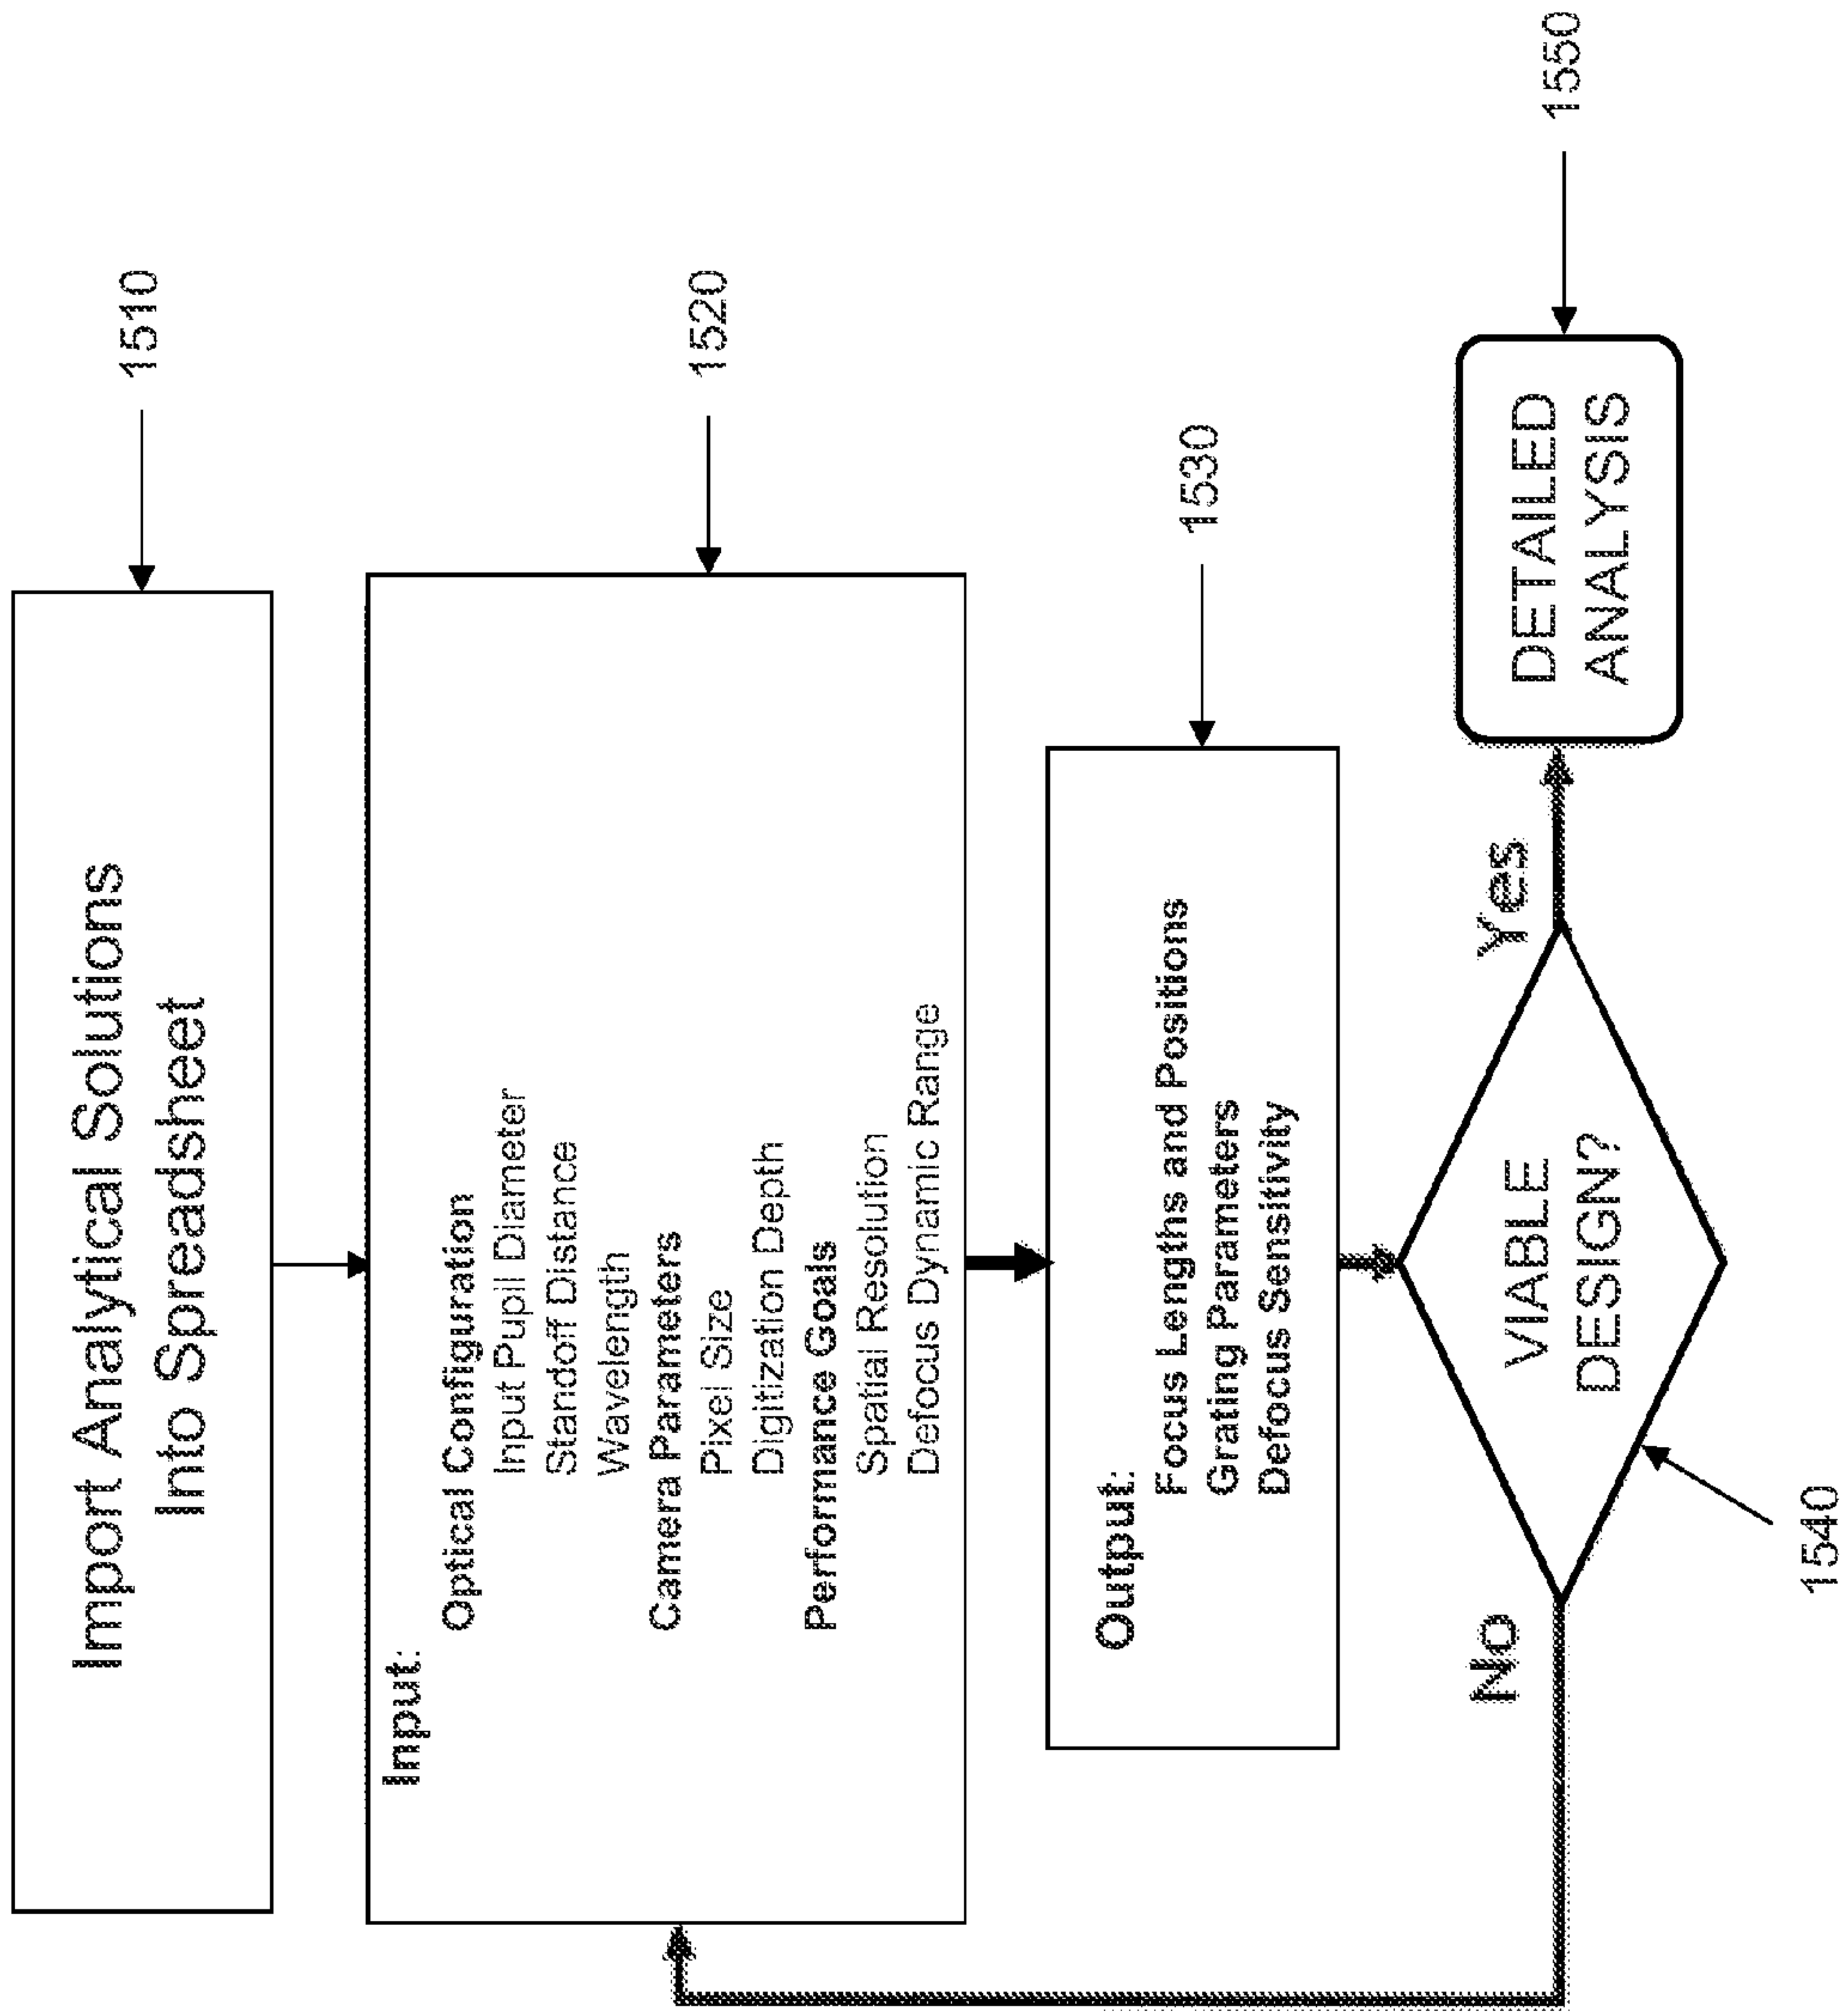 Import Analytical Solutions
Into Spreadsheet
1510
Input:
Optical Configuration
Input Pupil Diameter
Standoff Distance
Wavelength
Camera Parameters
Pixel Size
Digitization Depth
Performance Goals
Spatial Resolution
Defocus Dynamic Range
1520
Output:
Focus Lengths and Positions
Grating Parameters
Defocus Sensitivity
1530
No
VIABLE
DESIGN?
Yes
1540
DETAILED
ANALYSIS
1550